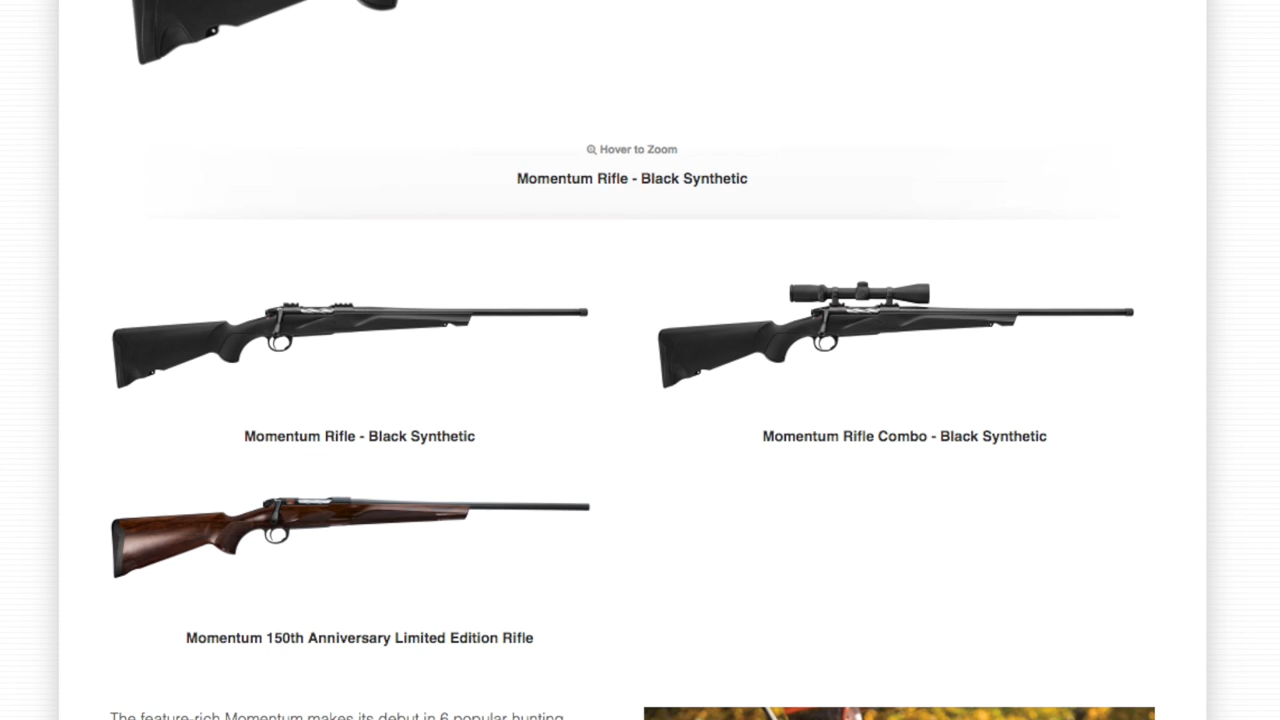 Hover to Zoom
Momentum Rifle - Black Synthetic
Momentum Rifle - Black Synthetic
Momentum Rifle Combo - Black Synthetic
Momentum 150th Anniversary Limited Edition Rifle
The feature-rich Momentum makes its debut in 6 popular hunting